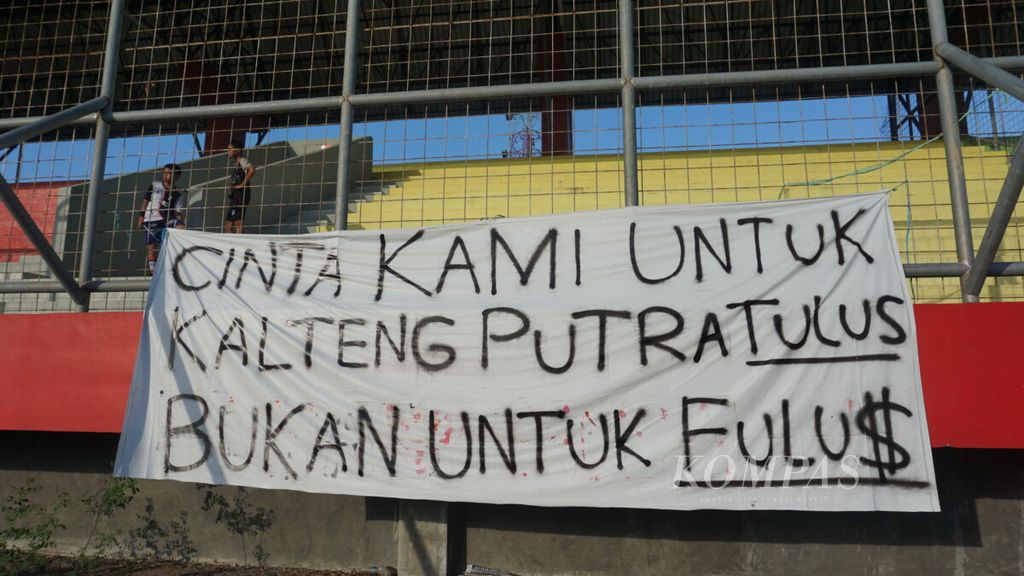 CINTA KAMI UNTUK
KALTENG PUTRA TULUS
BUKAN UNTUK FULU$
KOMPAS